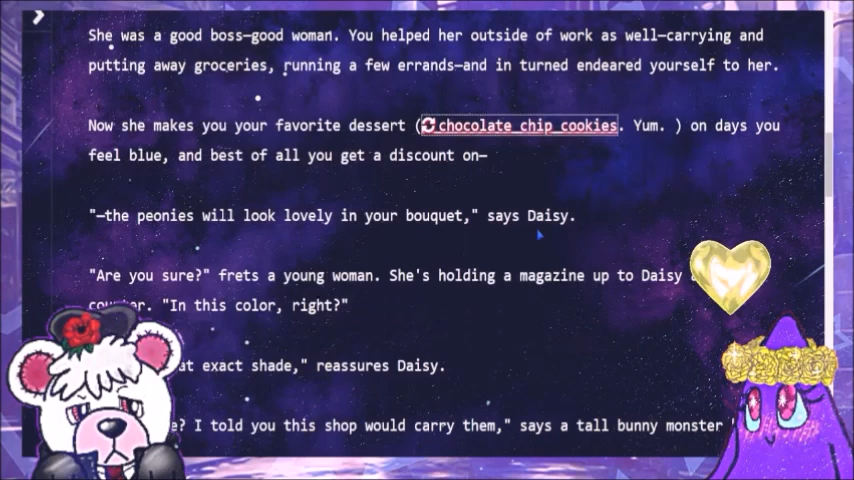 She was a good boss—good woman. You helped her outside of work as well—carrying and
putting away groceries, running a few errands—and in turned endeared yourself to her.
Now she makes you your favorite dessert (chocolate chip cookies. Yum. ) on days you
feel blue, and best of all you get a discount on—
"—the peonies will look lovely in your bouquet," says Daisy.
"Are you sure?" frets a young woman. She's holding a magazine up to Daisy
"In this color, right?"
exact shade," reassures Daisy.
I told you this shop would carry them," says a tall bunny monster